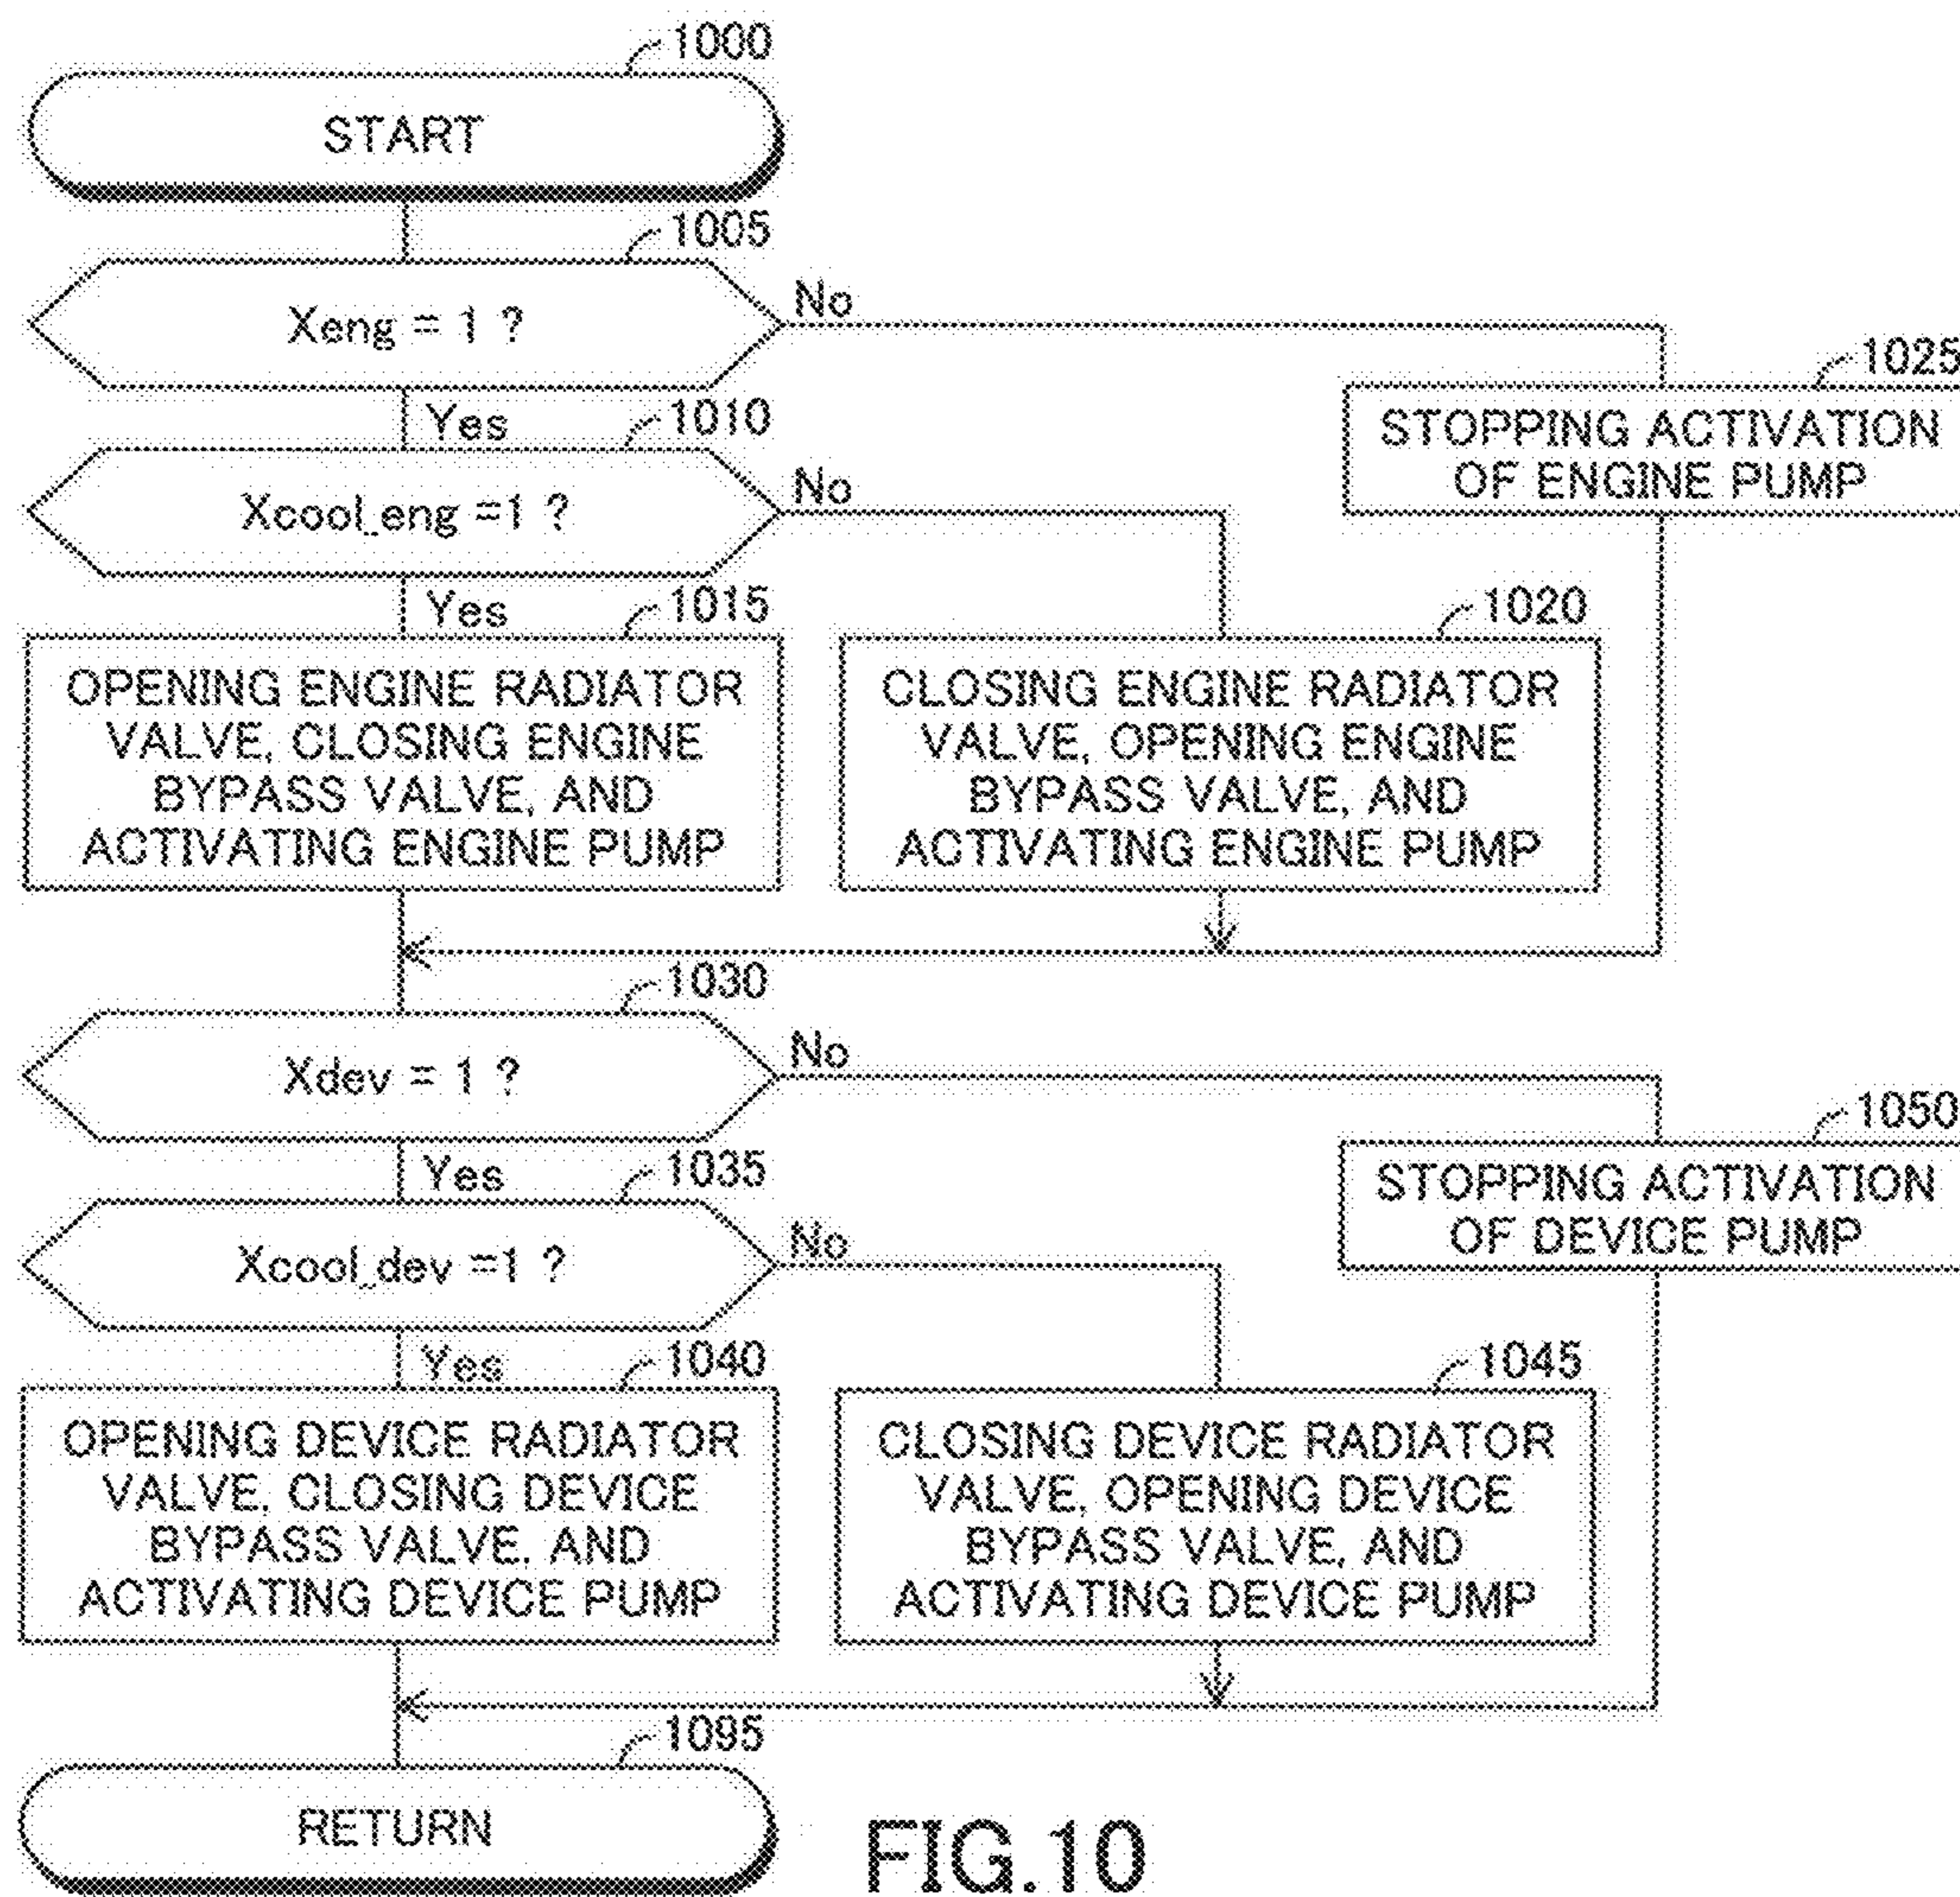 1000
START
1005
Xeng = 1 ?
No
1025
STOPPING ACTIVATION
OF ENGINE PUMP
Yes
1010
Xcool_eng =1 ?
No
Yes
1015
OPENING ENGINE RADIATOR
VALVE, CLOSING ENGINE
BYPASS VALVE, AND
ACTIVATING ENGINE PUMP
1020
CLOSING ENGINE RADIATOR
VALVE, OPENING ENGINE
BYPASS VALVE, AND
ACTIVATING ENGINE PUMP
1030
Xdev = 1 ?
No
1050
STOPPING ACTIVATION
OF DEVICE PUMP
Yes
1035
Xcool_dev =1 ?
No
Yes
1040
OPENING DEVICE RADIATOR
VALVE, CLOSING DEVICE
BYPASS VALVE, AND
ACTIVATING DEVICE PUMP
1045
CLOSING DEVICE RADIATOR
VALVE, OPENING DEVICE
BYPASS VALVE, AND
ACTIVATING DEVICE PUMP
1095
RETURN
FIG.10